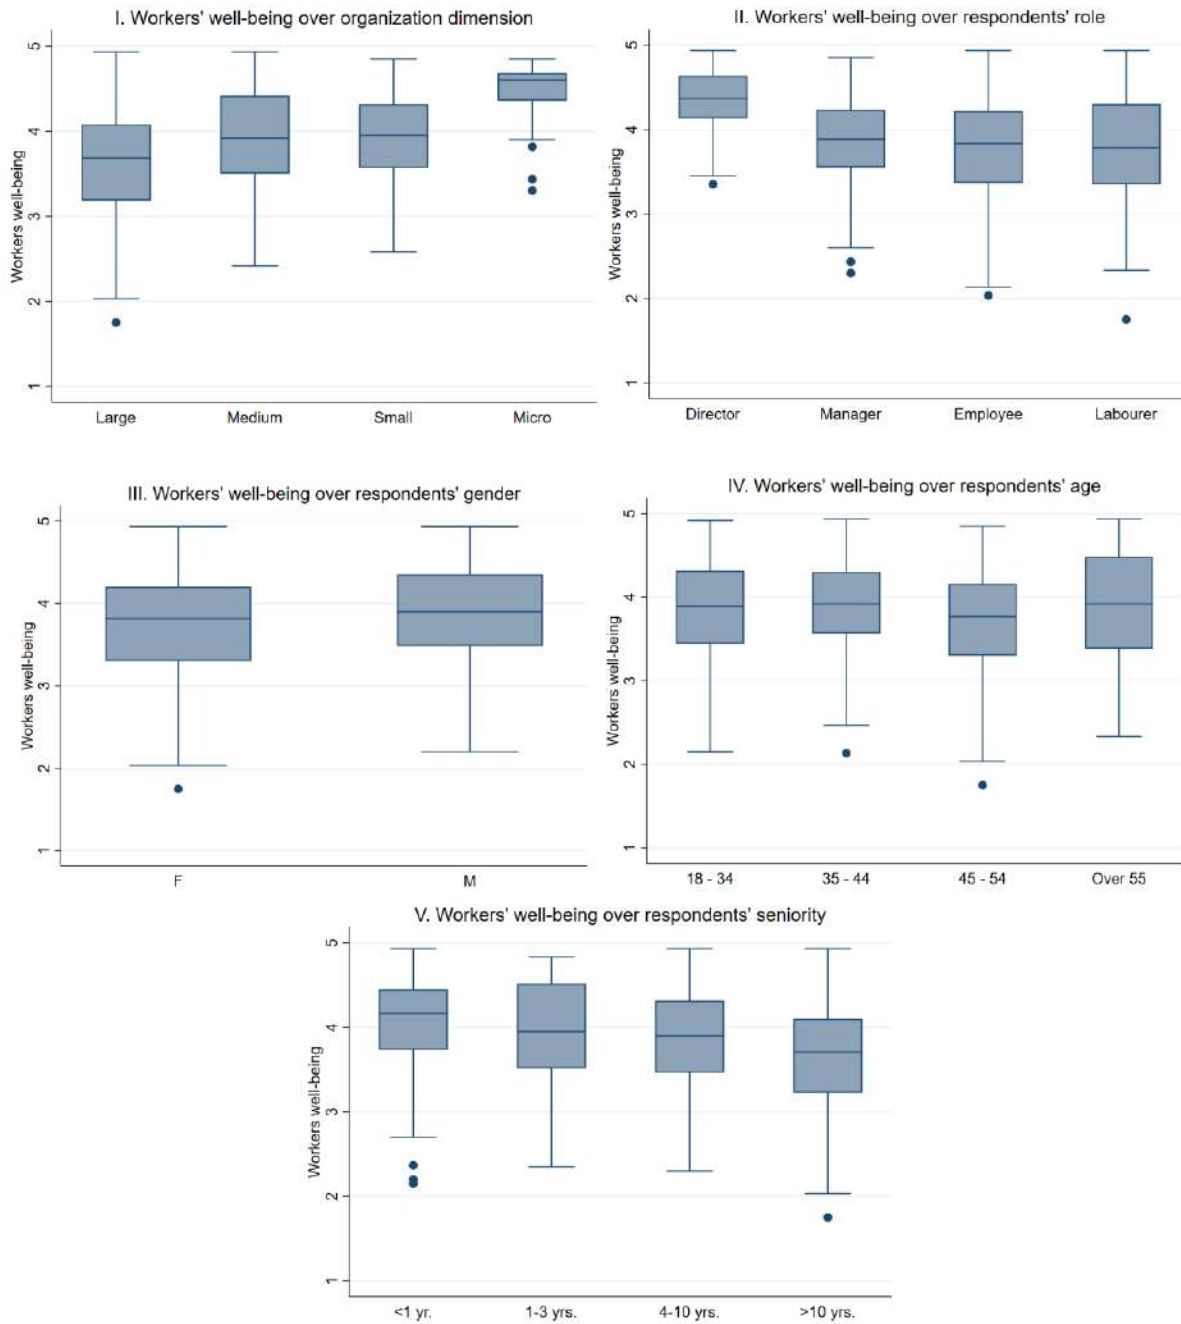 I. Workers' well-being over organization dimension
Workers well-being
5
4
3
2
1
Large Medium Small Micro
II. Workers' well-being over respondents' role
Workers well-being
5
4
3
2
1
Director Manager Employee Labourer
III. Workers' well-being over respondents' gender
Workers well-being
5
4
3
2
1
F M
IV. Workers' well-being over respondents' age
Workers well-being
5
4
3
2
1
18 - 34 35 - 44 45 - 54 Over 55
V. Workers' well-being over respondents' seniority
Workers well-being
5
4
3
2
1
<1 yr. 1-3 yrs. 4-10 yrs. >10 yrs.